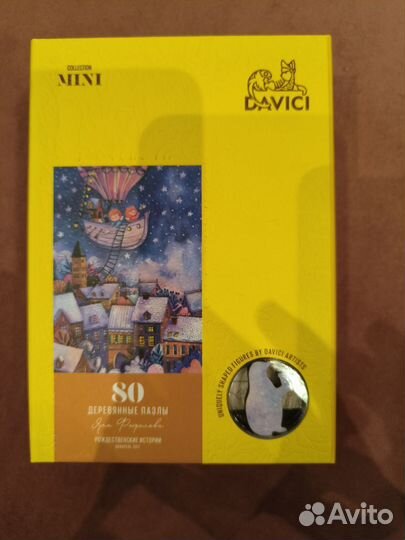 COLLECTION
MINI
DAVICI
80
ДЕРЕВЯННЫЕ ПАЗЛЫ
РОЖДЕСТВЕНСКИЕ ИСТОРИИ
UNIQUELY SHAPED FIGURES BY DAVICI ARTISTS
Avito